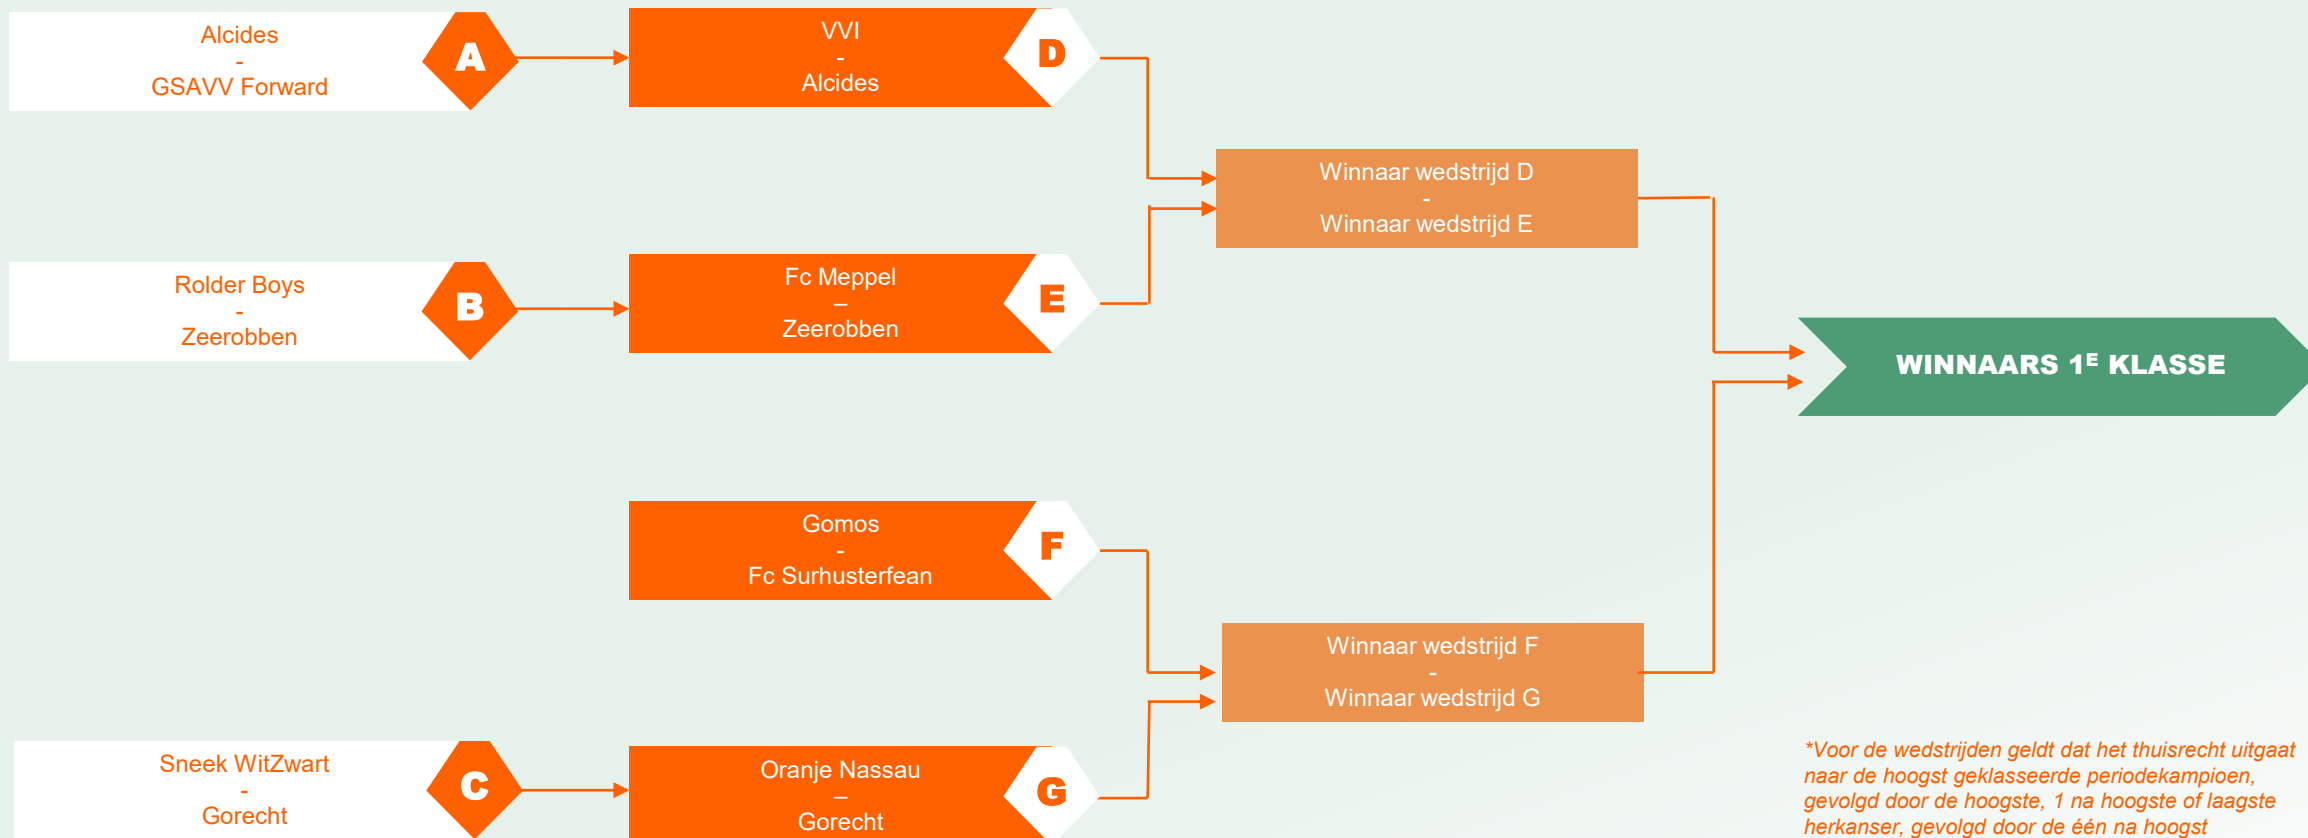 Alcides
-
GSAVV Forward
A
VVI
-
Alcides
D
Winnaar wedstrijd D
-
Winnaar wedstrijd E
Rolder Boys
-
Zeerobben
B
Fc Meppel
–
Zeerobben
E
WINNAARS 1E KLASSE
Gomos
-
Fc Surhusterfean
F
Winnaar wedstrijd F
-
Winnaar wedstrijd G
Sneek WitZwart
-
Gorecht
C
Oranje Nassau
–
Gorecht
G
*Voor de wedstrijden geldt dat het thuisrecht uitgaat
naar de hoogst geklasseerde periodekampioen,
gevolgd door de hoogste, 1 na hoogste of laagste
herkanser, gevolgd door de één na hoogst